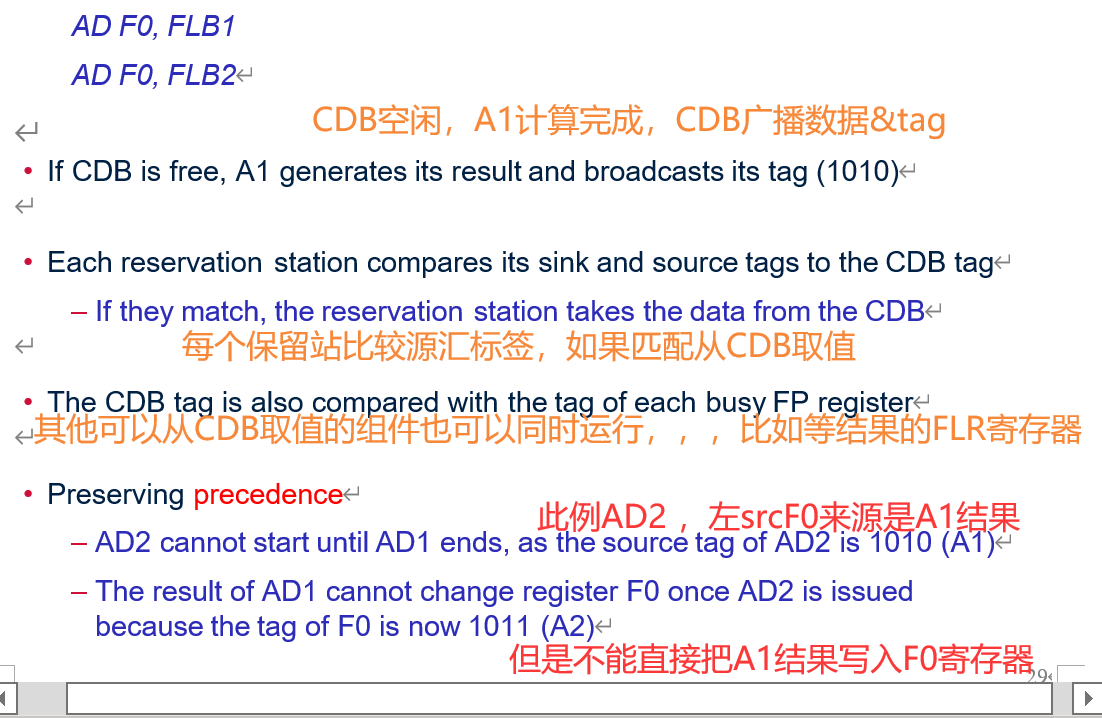 AD F0, FLB1
AD F0, FLB2↵
CDB空闲，A1计算完成，CDB广播数据&tag
↵
• If CDB is free, A1 generates its result and broadcasts its tag (1010)↵
↵
• Each reservation station compares its sink and source tags to the CDB tag↵
– If they match, the reservation station takes the data from the CDB↵
↵
每个保留站比较源汇标签，如果匹配从CDB取值
• The CDB tag is also compared with the tag of each busy FP register↵
↵其他可以从CDB取值的组件也可以同时运行，，，比如等结果的FLR寄存器
• Preserving precedence↵
此例AD2 ，左srcF0来源是A1结果
– AD2 cannot start until AD1 ends, as the source tag of AD2 is 1010 (A1)↵
– The result of AD1 cannot change register F0 once AD2 is issued
because the tag of F0 is now 1011 (A2)↵
但是不能直接把A1结果写入F0寄存器
29↵